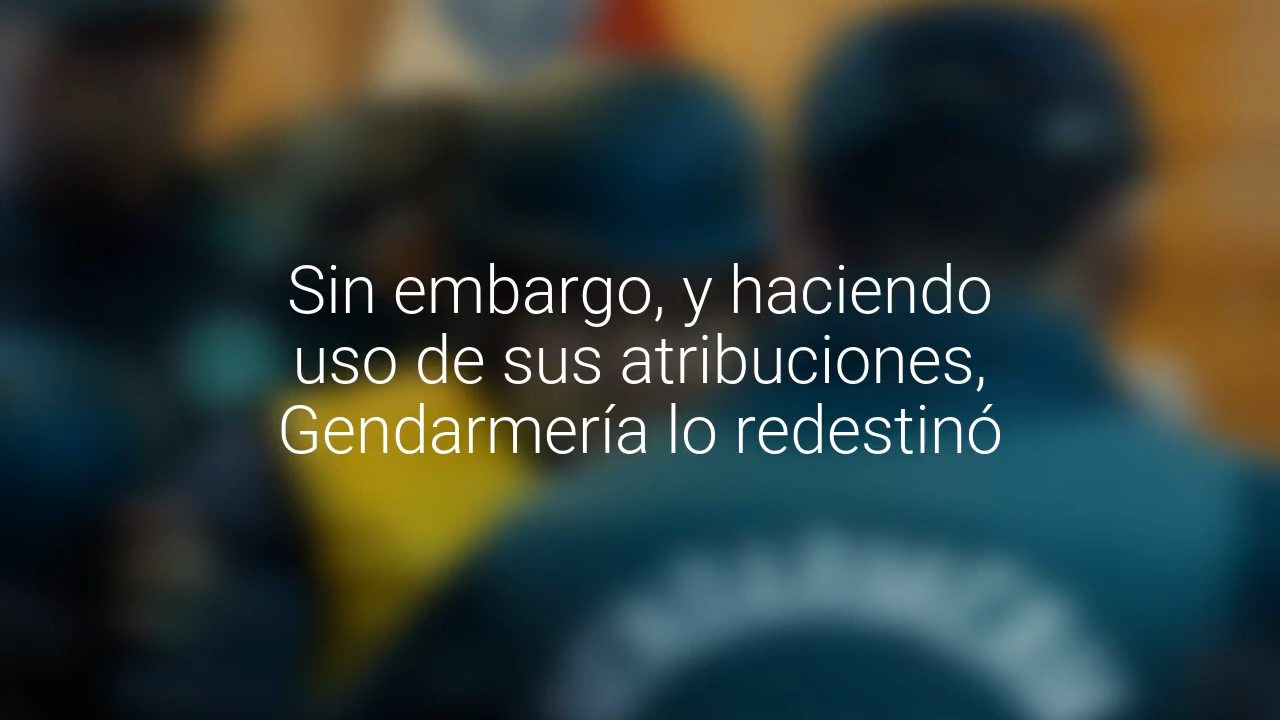 Sin embargo, y haciendo
uso de sus atribuciones,
Gendarmería lo redestinó